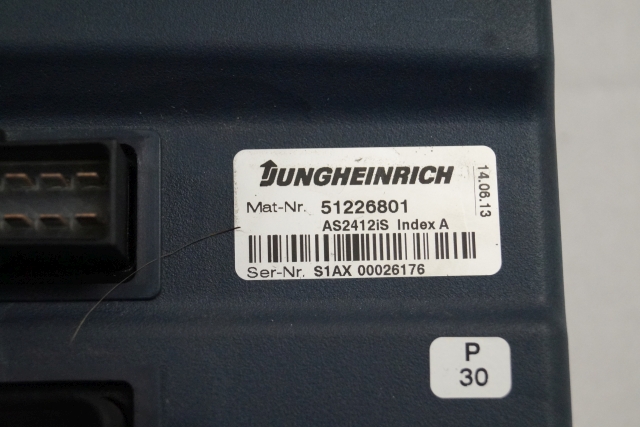 JUNGHEINRICH
14.06.13
Mat-Nr. 51226801
AS2412iS Index A
Ser-Nr. S1AX 00026176
P
30